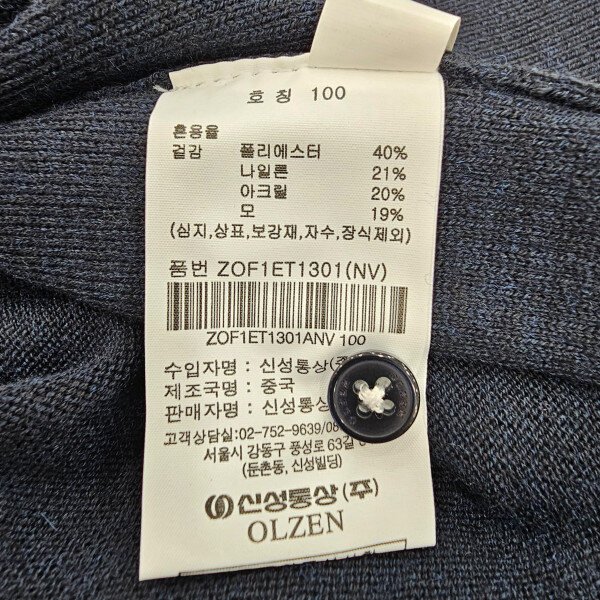 호칭 100
혼용율
겉감 폴리에스터 40%
나일론 21%
아크릴 20%
모 19%
(심지,상표,보강재,자수,장식제외)
품번 ZOF1ET1301(NV)
ZOF1ET1301ANV 100
수입자명 : 신성통상(주
제조국명 : 중국
판매자명 : 신성통상
고객상담실:02-752-9639/08
서울시 강동구 풍성로 63길
(둔촌동, 신성빌딩)
신성통상(주)
OLZEN